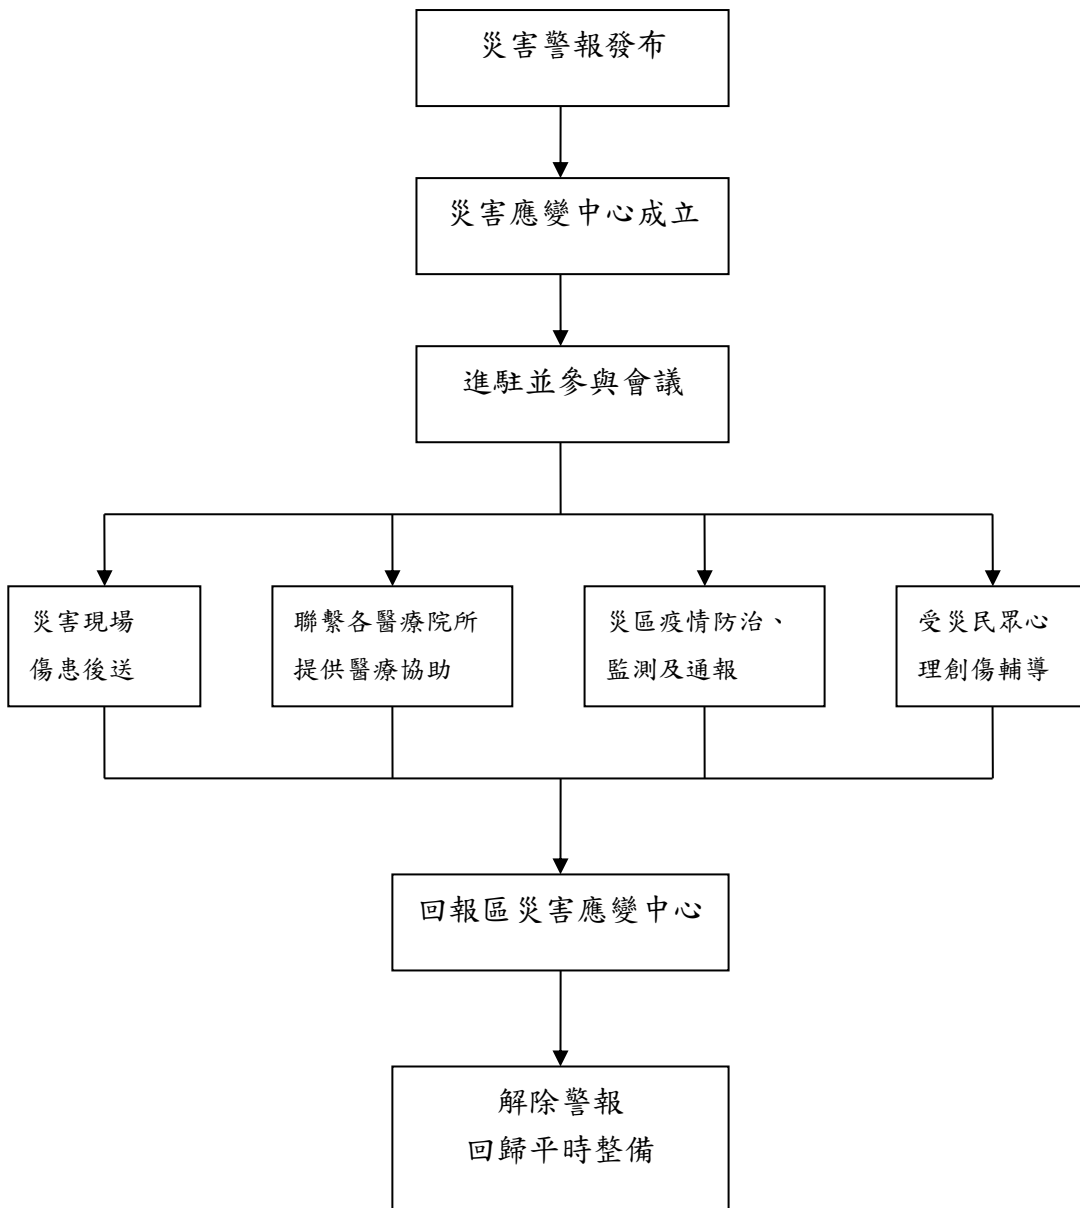 災害警報發布
災害應變中心成立
進駐並參與會議
災害現場
傷患後送
聯繫各醫療院所
提供醫療協助
災區疫情防治、
監測及通報
受災民眾心
理創傷輔導
回報區災害應變中心
解除警報
回歸平時整備